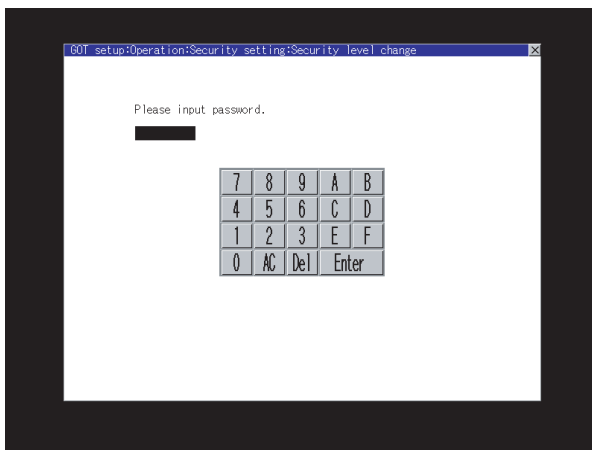 GOT setup:Operation:Security setting:Security level change ×
Please input password.
7 8 9 A B
4 5 6 C D
1 2 3 E F
0 AC Del Enter